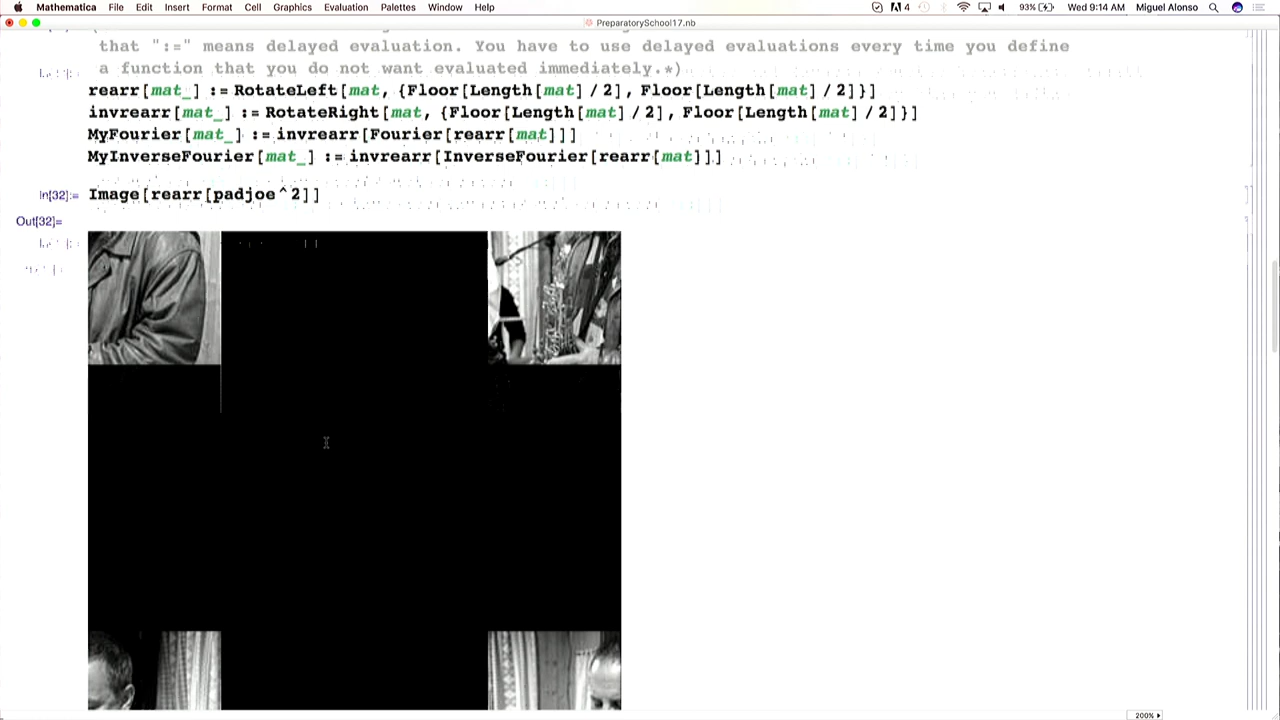 Mathematica File Edit Insert Format Cell Graphics Evaluation Palettes Window Help 4 93% Wed 9:14 AM Miguel Alonso
PreparatorySchool17.nb
that ":=" means delayed evaluation. You have to use delayed evaluations every time you define
a function that you do not want evaluated immediately.*)
rearr[mat_] := RotateLeft[mat, {Floor[Length[mat] / 2], Floor[Length[mat] / 2]}]
invrearr[mat_] := RotateRight[mat, {Floor[Length[mat] / 2], Floor[Length[mat] / 2]}]
MyFourier[mat_] := invrearr[Fourier[rearr[mat]]]
MyInverseFourier[mat_] := invrearr[InverseFourier[rearr[mat]]]
In[32]:= Image[rearr[padjoe^2]]
Out[32]=
200%